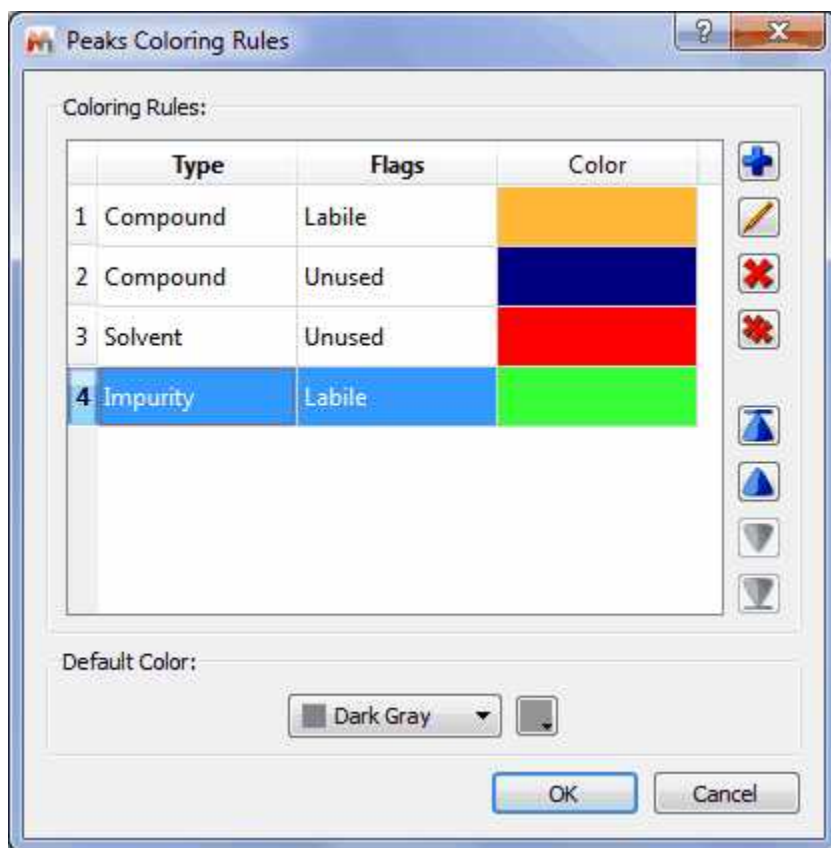 Peaks Coloring Rules
Coloring Rules:
Type Flags Color
1 Compound Labile
2 Compound Unused
3 Solvent Unused
4 Impurity Labile
Default Color:
Dark Gray
OK Cancel